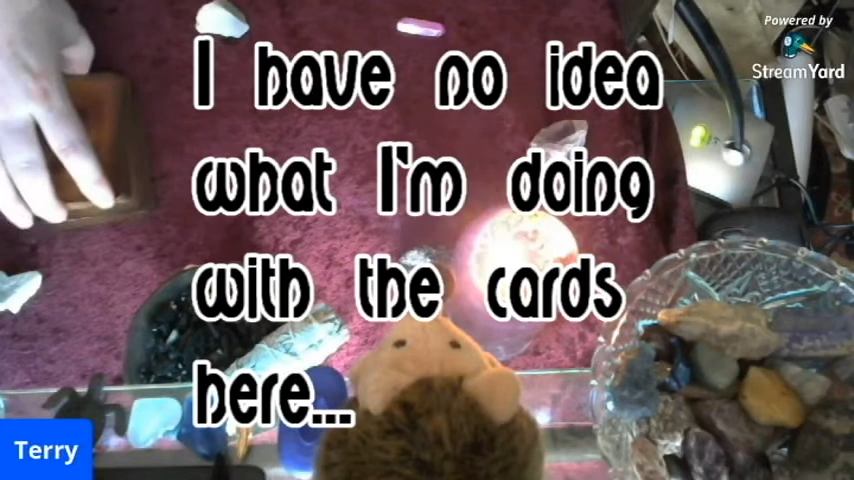 Powered by
StreamYard
I have no idea
what I'm doing
with the cards
here...
Terry